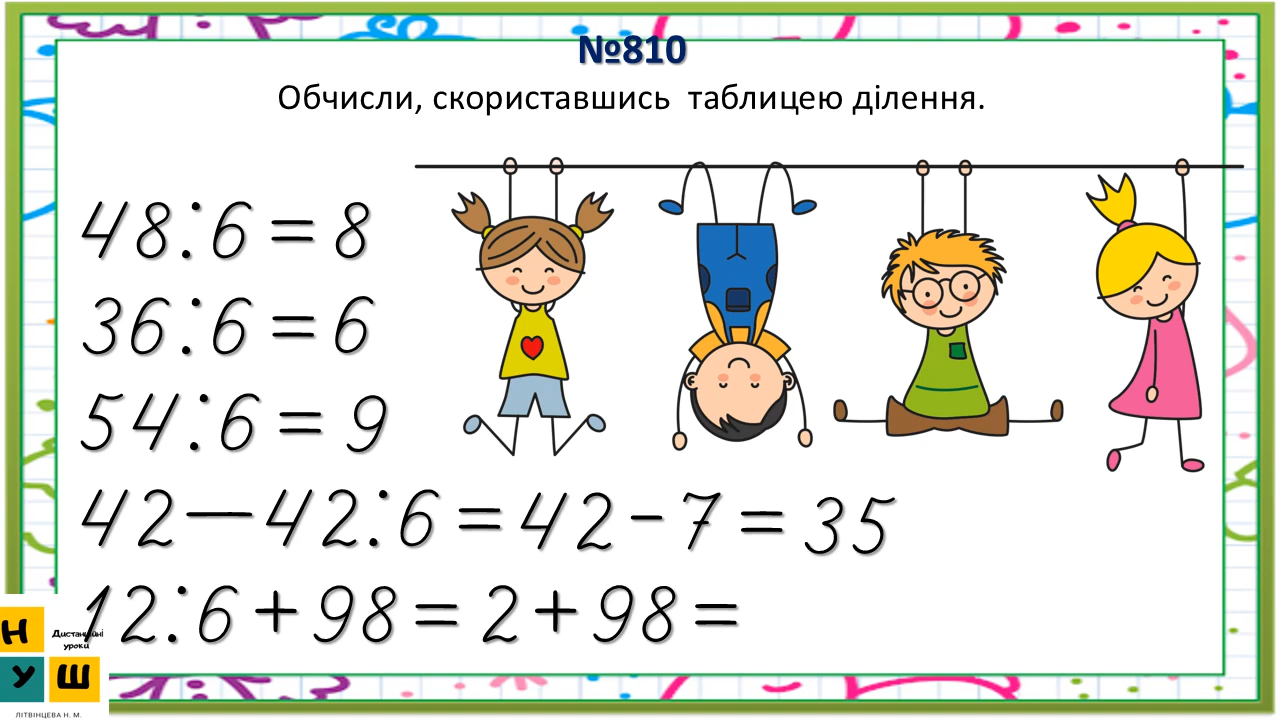 №810
Обчисли, скориставшись таблицею ділення.
48:6=8
36:6=6
54:6=9
42—42:6=42-7=35
12:6+98=2+98=
Н
Дистанційні
уроки
У Ш
ЛІТВІНЦЕВА Н. М.